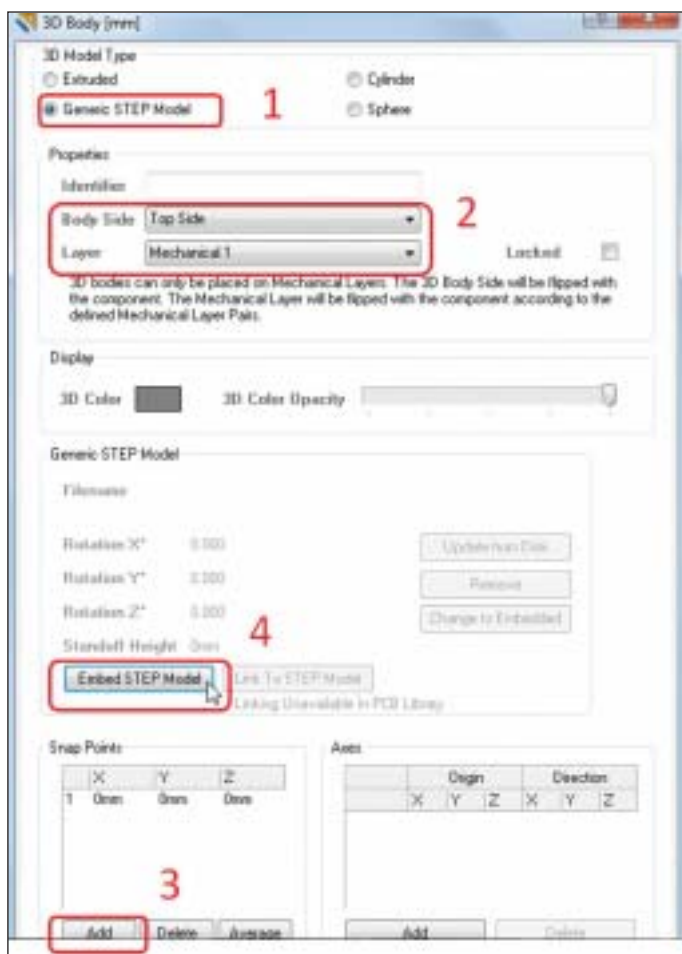 3D Body [mm]
3D Model Type
Extruded
Cylinder
Generic STEP Model
1
Sphere
Properties
Identifier
Body Side Top Side
2
Layer Mechanical 1 Locked
3D bodies can only be placed on Mechanical Layers. The 3D Body Side will be flipped with
the component. The Mechanical Layer will be flipped with the component according to the
defined Mechanical Layer Pairs.
Display
3D Color 3D Color Opacity
Generic STEP Model
Filename
Rotation X° 0.000 Update from Disk
Rotation Y° 0.000 Remove
Rotation Z° 0.000 Change to Embedded
4
Standoff Height 0mm
Embed STEP Model Link To STEP Model
Linking Unavailable in PCB Library
Snap Points Axes
X Y Z
Origin Direction
1 0mm 0mm 0mm
X Y Z X Y Z
3
Add Delete Average Add Delete